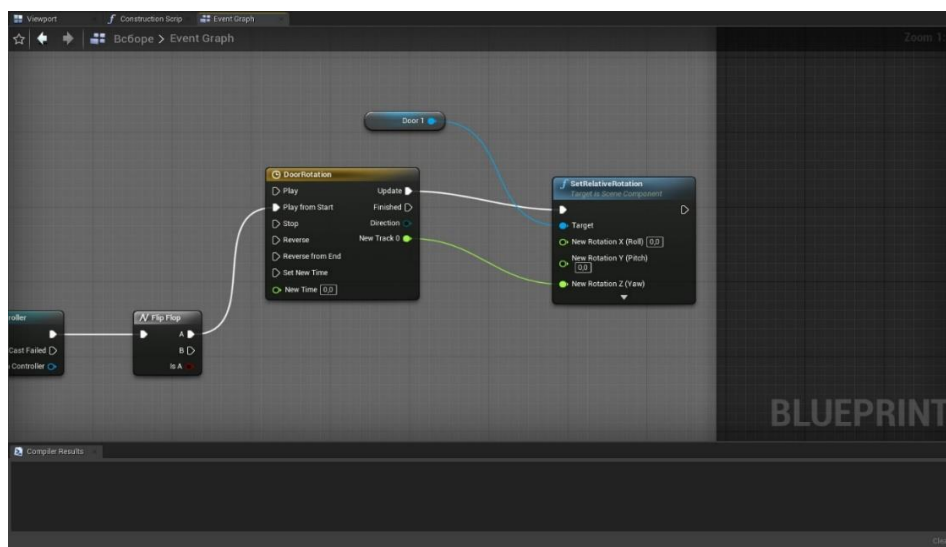 Viewport
Construction Scrip
Event Graph
Всборе > Event Graph
Zoom 1:
Door 1
DoorRotation
Play
Update
Play from Start
Finished
Stop
Direction
Reverse
New Track 0
Reverse from End
Set New Time
New Time 0,0
SetRelativeRotation
Target is Scene Component
Target
New Rotation X (Roll) 0,0
New Rotation Y (Pitch)
0,0
New Rotation Z (Yaw)
roller
Cast Failed
Controller
Flip Flop
A
B
Is A
BLUEPRINT
Compiler Results